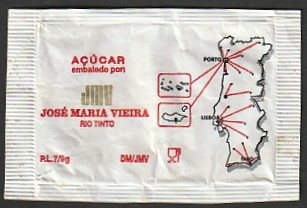 AÇÚCAR
embalado por:
JMV
JOSÉ MARIA VIEIRA
RIO TINTO
P.L.7/9g
DM/JMV
PORTO
LISBOA